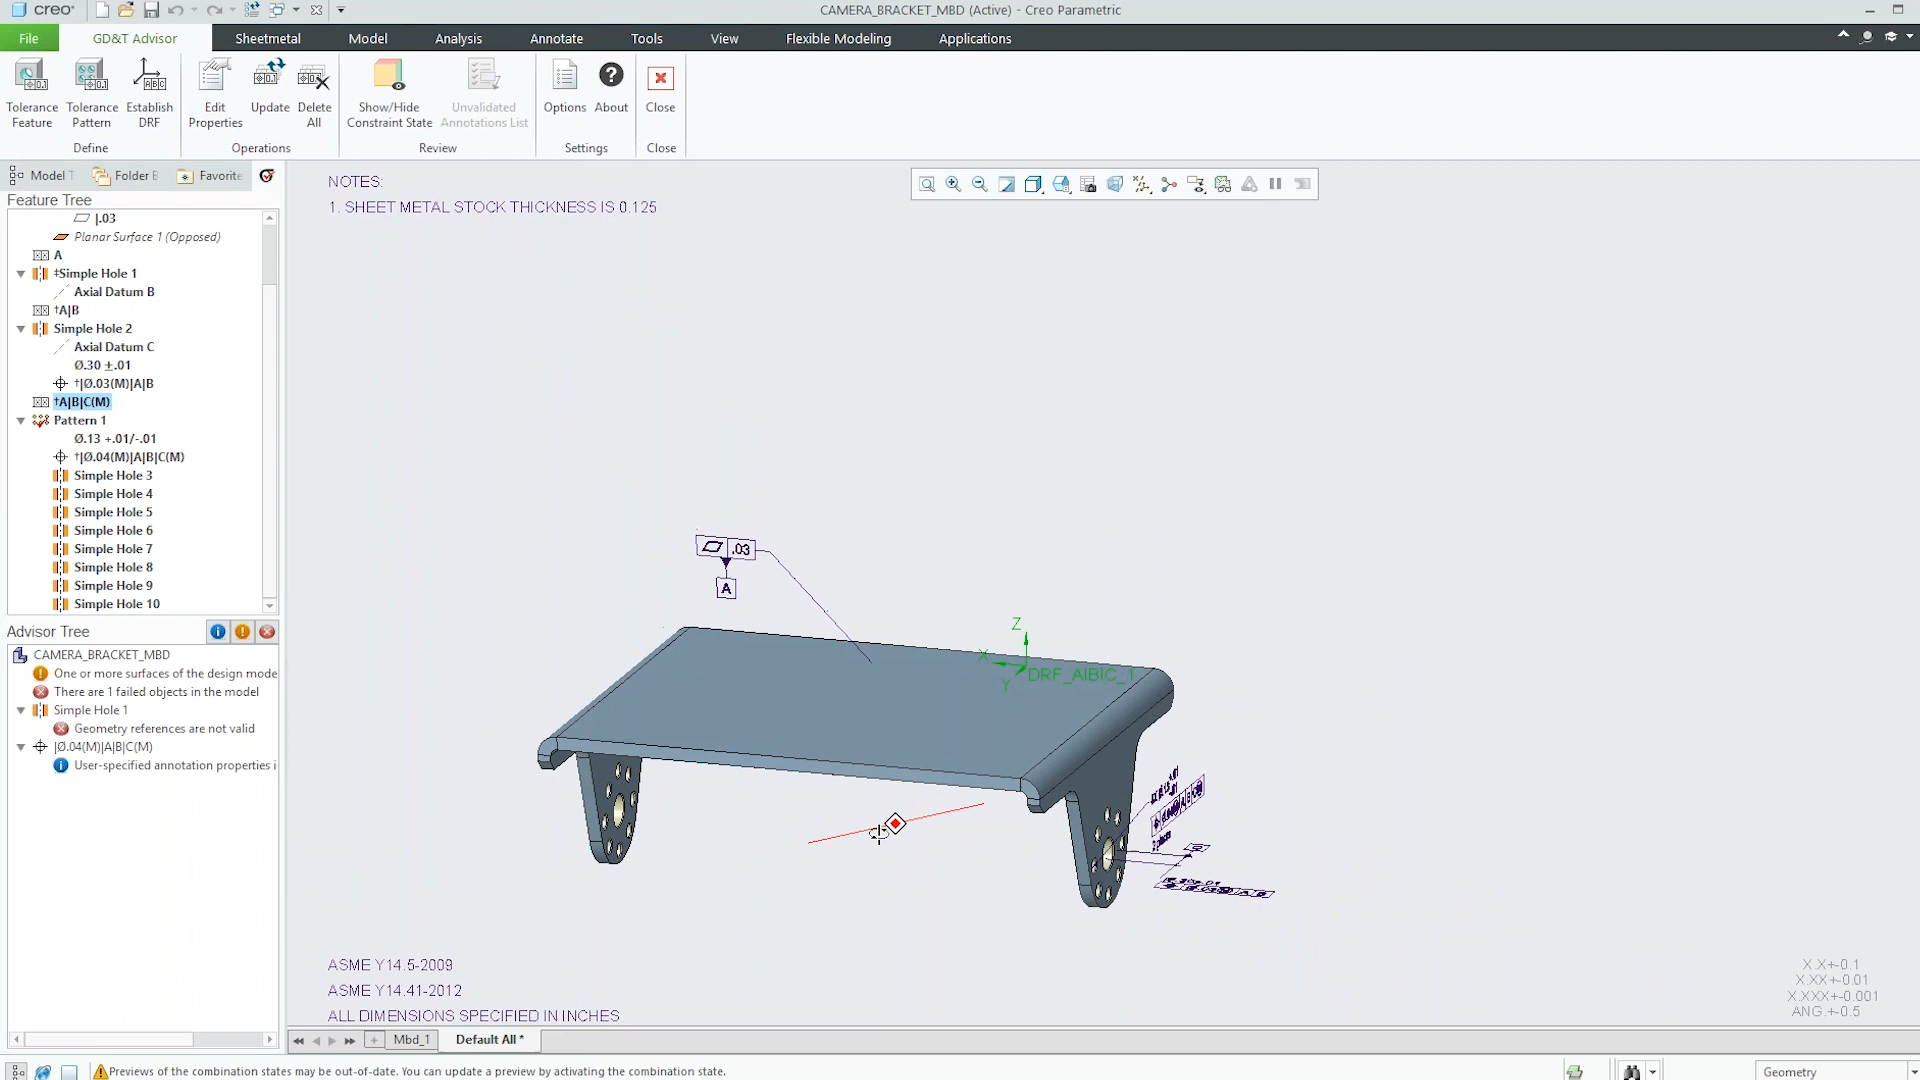 creo
CAMERA_BRACKET_MBD (Active) - Creo Parametric
File
GD&T Advisor
Sheetmetal
Model
Analysis
Annotate
Tools
View
Flexible Modeling
Applications
Tolerance Feature
Tolerance Pattern
Establish DRF
Edit Properties
Update
Delete All
Show/Hide Constraint State
Unvalidated Annotations List
Options
About
Close
Define
Operations
Review
Settings
Close
Model T
Folder B
Favorite
Feature Tree
|.03
Planar Surface 1 (Opposed)
A
‡Simple Hole 1
Axial Datum B
†A|B
Simple Hole 2
Axial Datum C
Ø.30 ±.01
†|Ø.03(M)|A|B
†A|B|C(M)
Pattern 1
Ø.13 +.01/-.01
†|Ø.04(M)|A|B|C(M)
Simple Hole 3
Simple Hole 4
Simple Hole 5
Simple Hole 6
Simple Hole 7
Simple Hole 8
Simple Hole 9
Simple Hole 10
Advisor Tree
CAMERA_BRACKET_MBD
One or more surfaces of the design mode
There are 1 failed objects in the model
Simple Hole 1
Geometry references are not valid
|Ø.04(M)|A|B|C(M)
User-specified annotation properties i
NOTES:
1. SHEET METAL STOCK THICKNESS IS 0.125
.03
A
Z
X
Y
DRF_AIBIC_1
ASME Y14.5-2009
ASME Y14.41-2012
ALL DIMENSIONS SPECIFIED IN INCHES
X.X+-0.1
X.XX+-0.01
X.XXX+-0.001
ANG.+-0.5
Mbd_1
Default All *
Previews of the combination states may be out-of-date. You can update a preview by activating the combination state.
Geometry